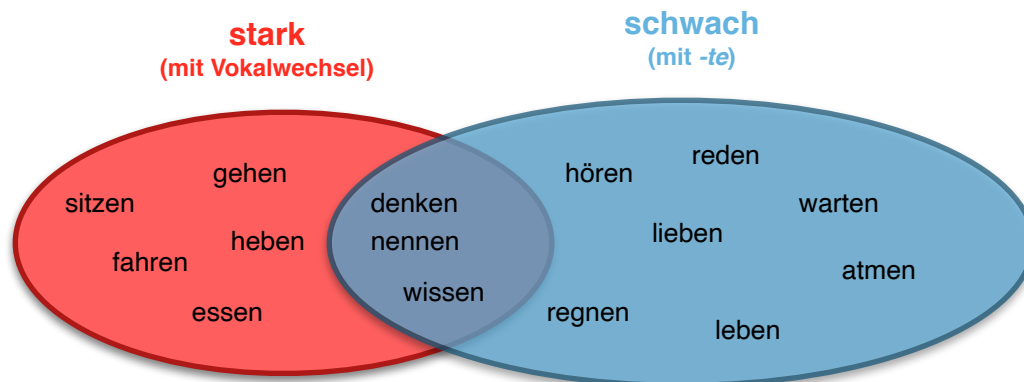 stark
(mit Vokalwechsel)
schwach
(mit -te)
gehen
sitzen
heben
fahren
essen
denken
nennen
wissen
hören
reden
warten
lieben
atmen
regnen
leben